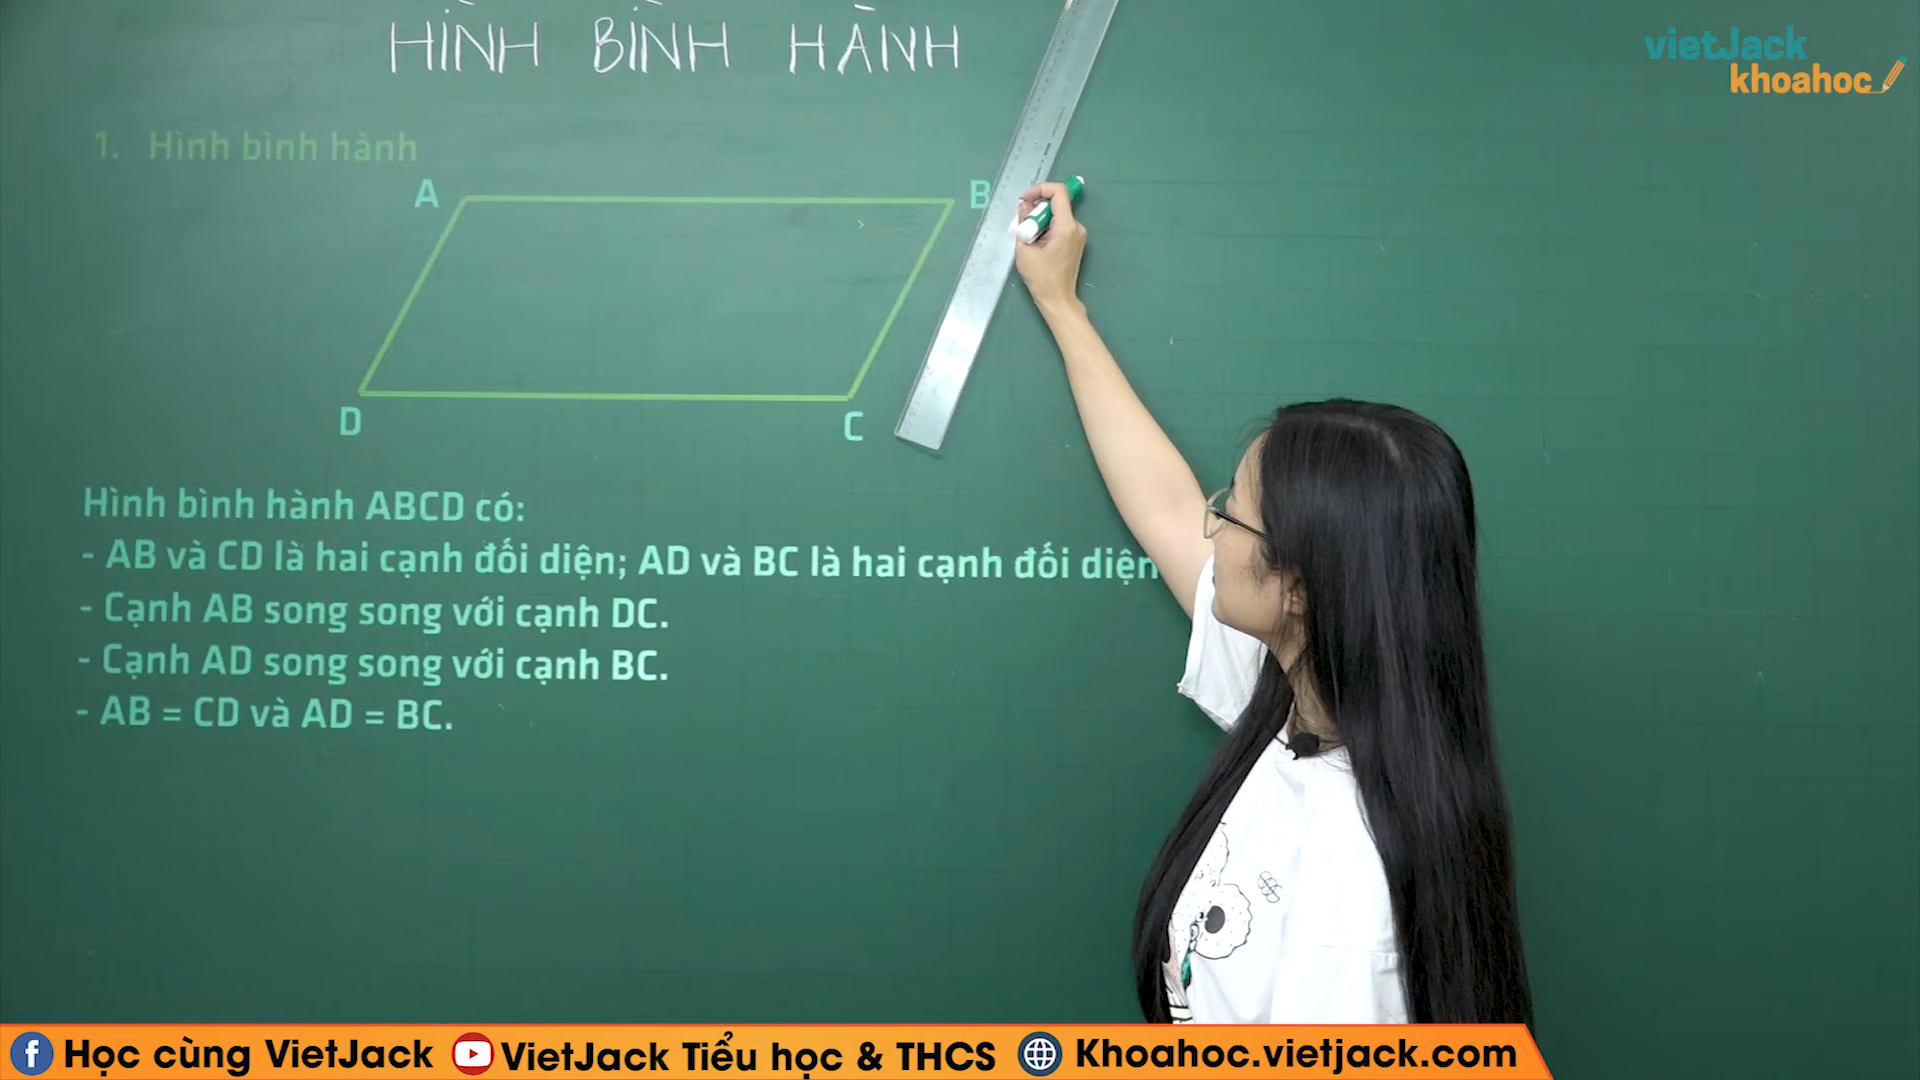 HÌNH BÌNH HÀNH
vietJack
khoahoc
1. Hình bình hành
A
B
D
C
Hình bình hành ABCD có:
- AB và CD là hai cạnh đối diện; AD và BC là hai cạnh đối diện
- Cạnh AB song song với cạnh DC.
- Cạnh AD song song với cạnh BC.
- AB = CD và AD = BC.
Học cùng VietJack VietJack Tiểu học & THCS Khoahoc.vietjack.com